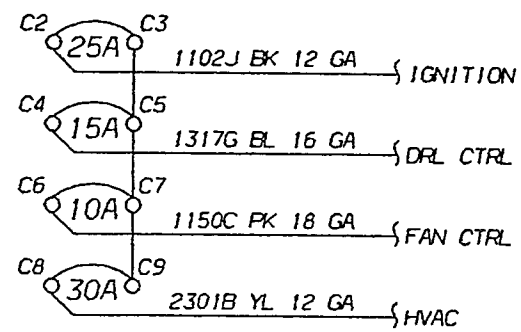 C2 C3
25A
1102J BK 12 GA
IGNITION
C4 C5
15A
1317G BL 16 GA
DRL CTRL
C6 C7
10A
1150C PK 18 GA
FAN CTRL
C8 C9
30A
2301B YL 12 GA
HVAC